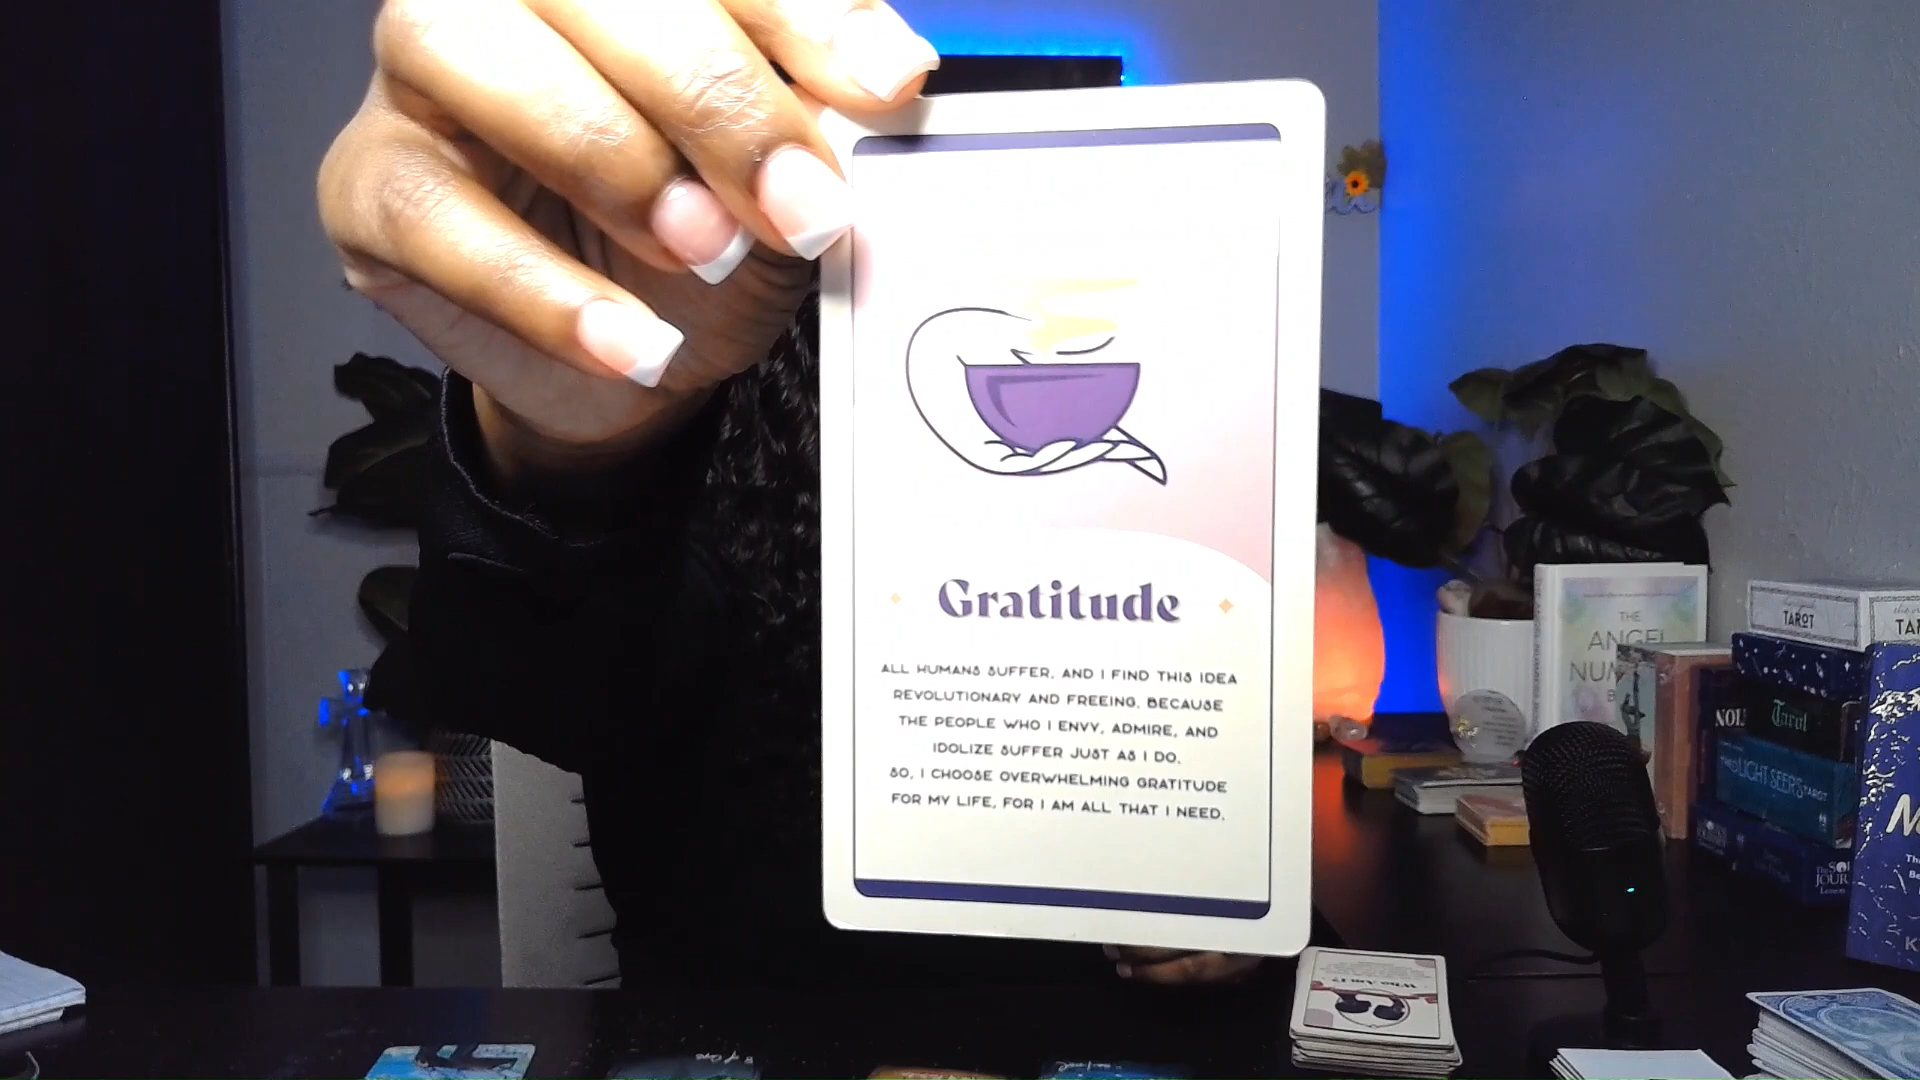 Gratitude
ALL HUMANS SUFFER, AND I FIND THIS IDEA
REVOLUTIONARY AND FREEING, BECAUSE
THE PEOPLE WHO I ENVY, ADMIRE, AND
IDOLIZE SUFFER JUST AS I DO.
SO, I CHOOSE OVERWHELMING GRATITUDE
FOR MY LIFE, FOR I AM ALL THAT I NEED.
THE
ANGEL
TAROT
Tarot
LIGHT SEER'S TAROT
Who Am I?